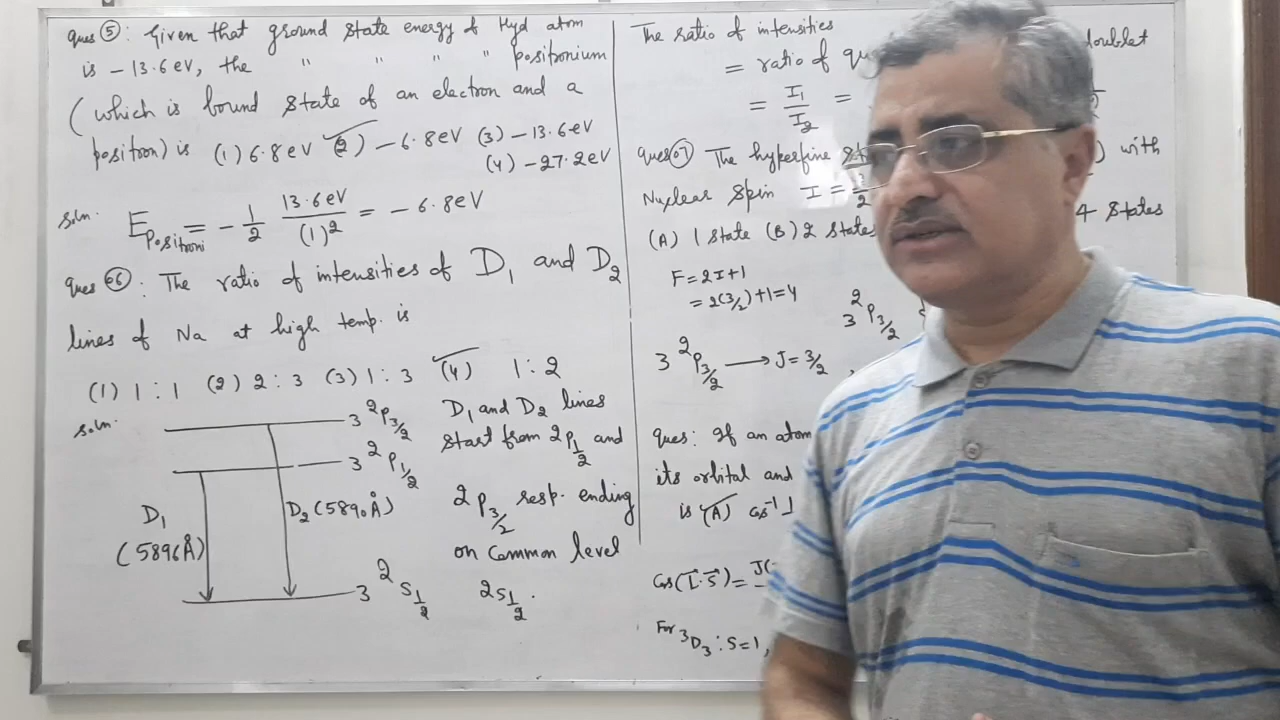 Ques ⑤: Given that ground state energy of Hyd atom
is -13.6 eV, the " " " " positronium
(which is bound state of an electron and a
positron) is (1) 6.8 eV (2) -6.8 eV (3) -13.6 eV
(4) -27.2 eV
Soln.
E_Positroni = -1/2 13.6 eV/(1)² = -6.8 eV
Ques 06: The ratio of intensities of D₁ and D₂
lines of Na at high temp. is
(1) 1:1 (2) 2:3 (3) 1:3 (4) 1:2
Soln.
3 ²P3/2
3 ²P1/2
D₁
(5896Å)
D₂ (5890Å)
3 ²S1/2
D₁ and D₂ lines
start from 2P1/2 and
2P3/2 resp. ending
on common level
2S1/2.
The ratio of intensities
= ratio of doublet
= I₁/I₂ =
Ques 07 The hyperfine with
Nuclear Spin I =
(A) 1 state (B) 2 states 4 states
F = 2I+1
= 2(3/2)+1=4
3 ²P3/2
3 ²P3/2 → J = 3/2,
Ques: If an atom
its orbital and
is (A) Cos⁻¹
Cos(L⃗·S⃗) =
For ³D₃: S=1,